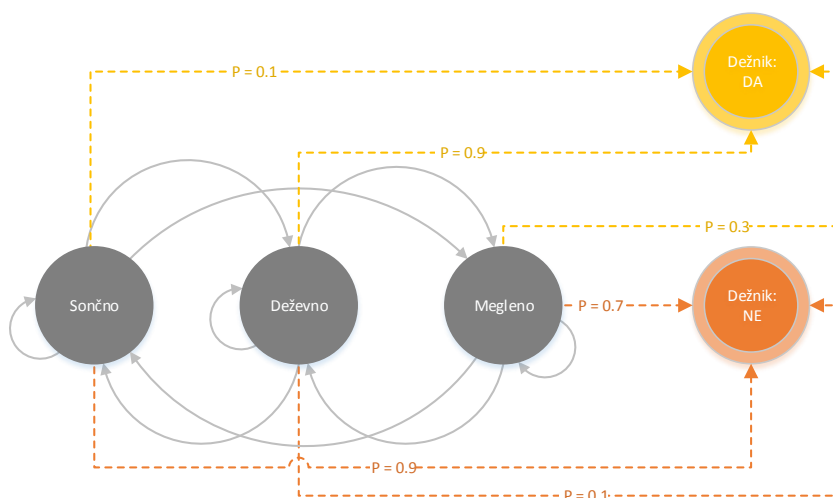 Dežnik:
DA
P = 0.1
P = 0.9
P = 0.3
Sončno
Deževno
Megleno
P = 0.7
Dežnik:
NE
P = 0.9
P = 0.1